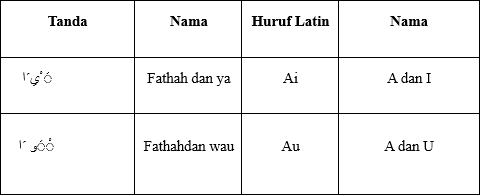 Tanda Nama Huruf Latin Nama
ـَا ◌ْي Fathah dan ya Ai A dan I
ـَا ◌َ◌ْو Fathahdan wau Au A dan U